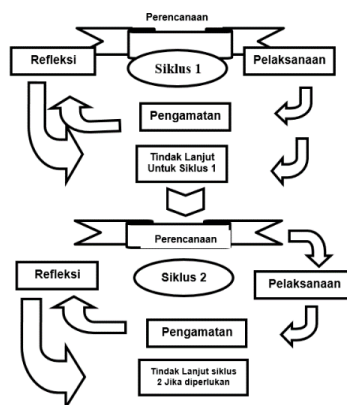 Perencanaan
Refleksi
Siklus 1
Pelaksanaan
Pengamatan
Tindak Lanjut
Untuk Siklus 1
Perencanaan
Refleksi
Siklus 2
Pelaksanaan
Pengamatan
Tindak Lanjut siklus
2 Jika diperlukan